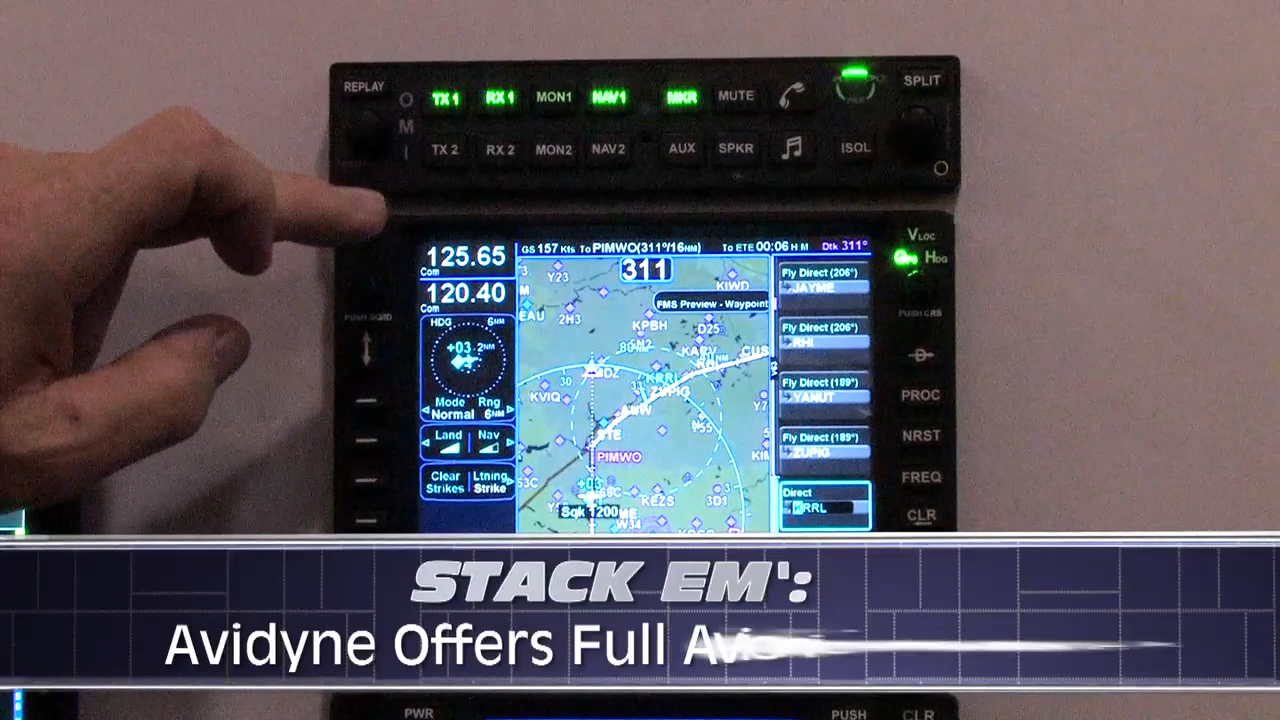 REPLAY
SPLIT
O TX 1 RX 1 MON1 NAV1 MKR MUTE
M
I TX 2 RX 2 MON2 NAV2 AUX SPKR ISOL
125.65
Com
120.40
Com
GS 157 Kts To PIMWO(311°/16NM) To ETE 00:06 H M Dtk 311°
311
VLOC
HDG
PUSH CRS
PROC
NRST
FREQ
CLR
HDG 6NM
+03
Mode Rng
Normal 6NM
Land Nav
Clear Ltning
Strikes Strike
Y23
KIWD
FMS Preview - Waypoint
EAU 2H3
KPBH D25
CUS
30
KVIQ
PIMWO
KEZS 3D1
Sqk 1200
W34
Fly Direct (206°)
JAYME
Fly Direct (206°)
RHI
Fly Direct (189°)
YANUT
Fly Direct (189°)
ZUPIG
Direct
KRRL
STACK EM':
Avidyne Offers Full
PWR PUSH CLR